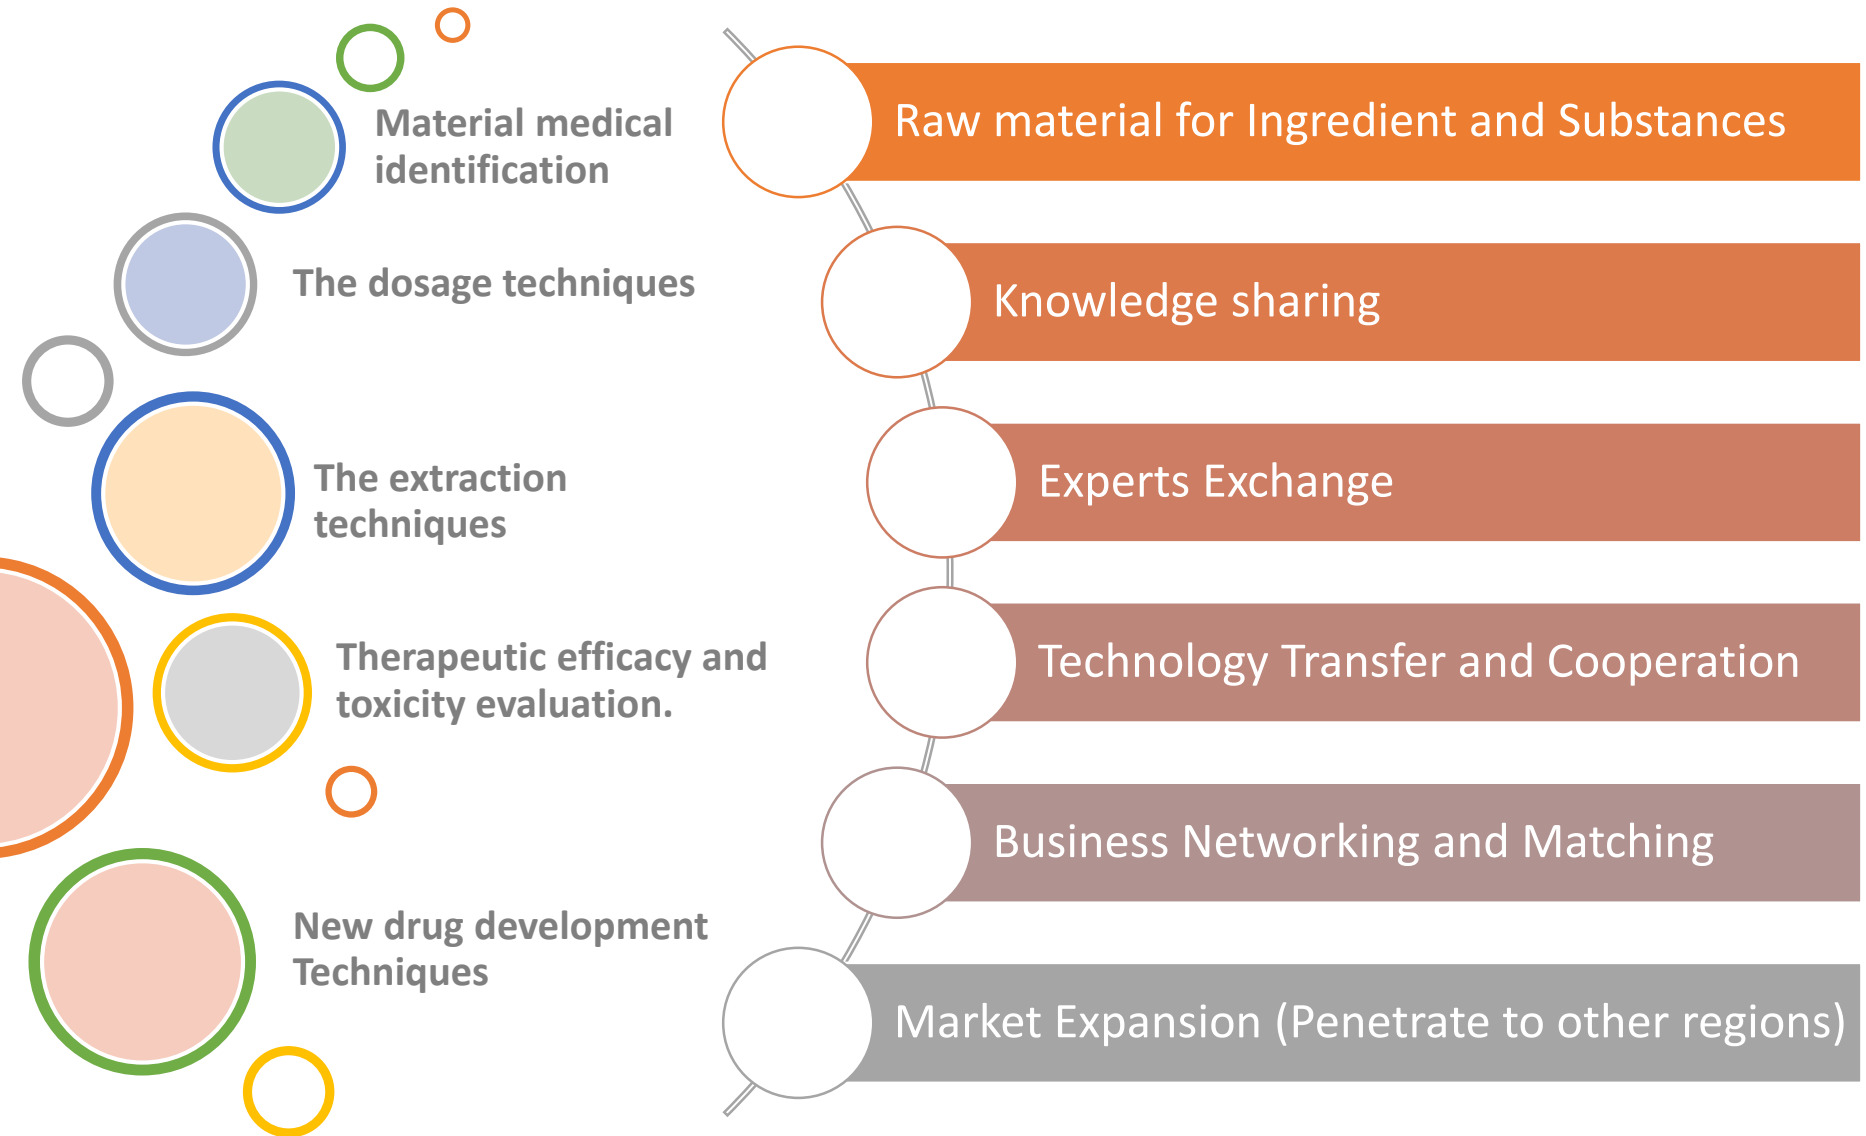 Material medical
identification
The dosage techniques
The extraction
techniques
Therapeutic efficacy and
toxicity evaluation.
New drug development
Techniques
Raw material for Ingredient and Substances
Knowledge sharing
Experts Exchange
Technology Transfer and Cooperation
Business Networking and Matching
Market Expansion (Penetrate to other regions)